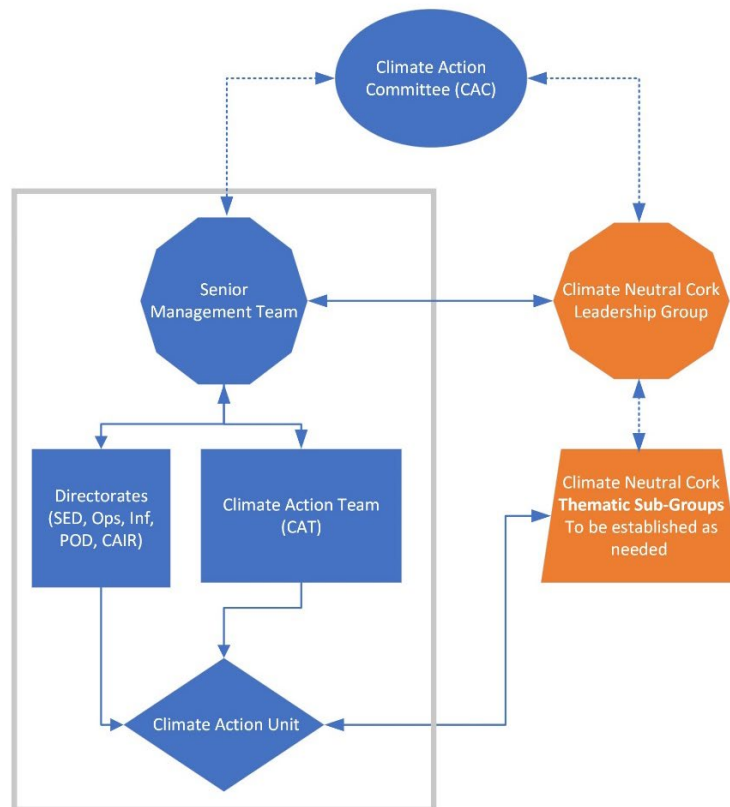 Climate Action
Committee (CAC)
Senior
Management Team
Climate Neutral Cork
Leadership Group
Directorates
(SED, Ops, Inf,
POD, CAIR)
Climate Action Team
(CAT)
Climate Neutral Cork
Thematic Sub-Groups
To be established as
needed
Climate Action Unit